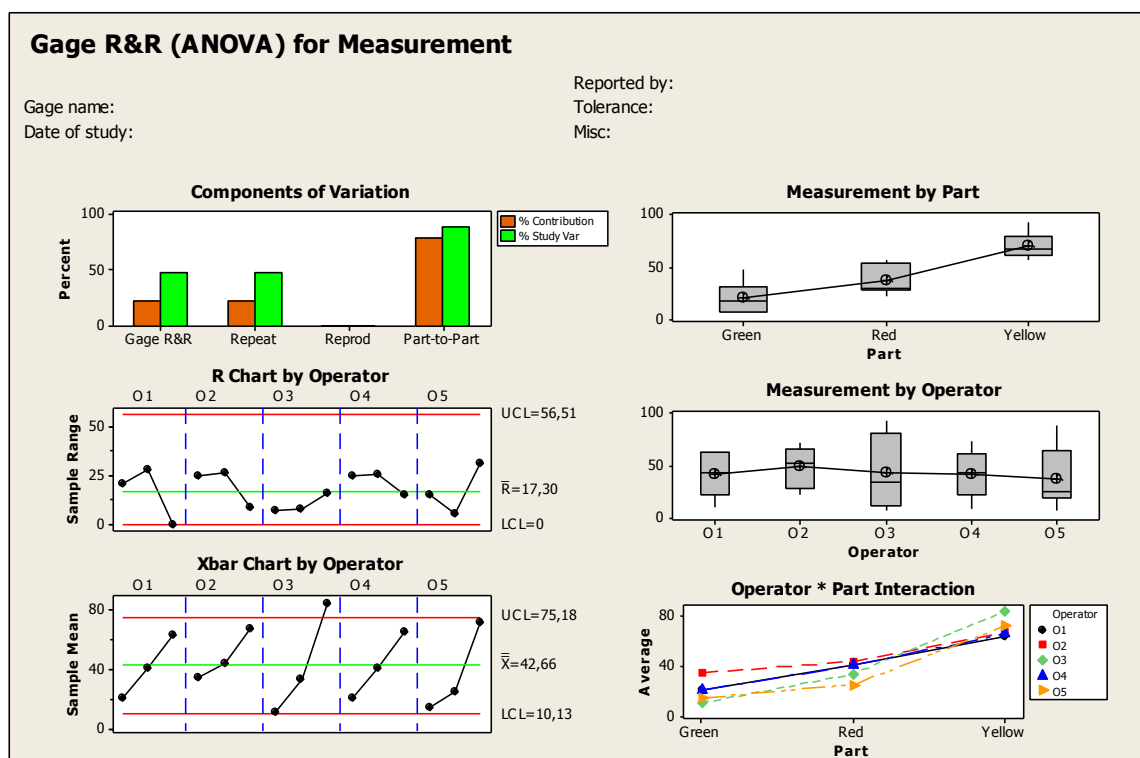 Gage R&R (ANOVA) for Measurement
Reported by:
Gage name:
Tolerance:
Date of study:
Misc:
Components of Variation
100
50
0
Percent
Gage R&R Repeat Reprod Part-to-Part
% Contribution
% Study Var
Measurement by Part
100
50
0
Green Red Yellow
Part
R Chart by Operator
O1 O2 O3 O4 O5
50
25
0
Sample Range
UCL=56,51
R̅=17,30
LCL=0
Measurement by Operator
100
50
0
O1 O2 O3 O4 O5
Operator
Xbar Chart by Operator
O1 O2 O3 O4 O5
80
40
0
Sample Mean
UCL=75,18
X̿=42,66
LCL=10,13
Operator * Part Interaction
80
40
0
Average
Green Red Yellow
Part
Operator
O1
O2
O3
O4
O5